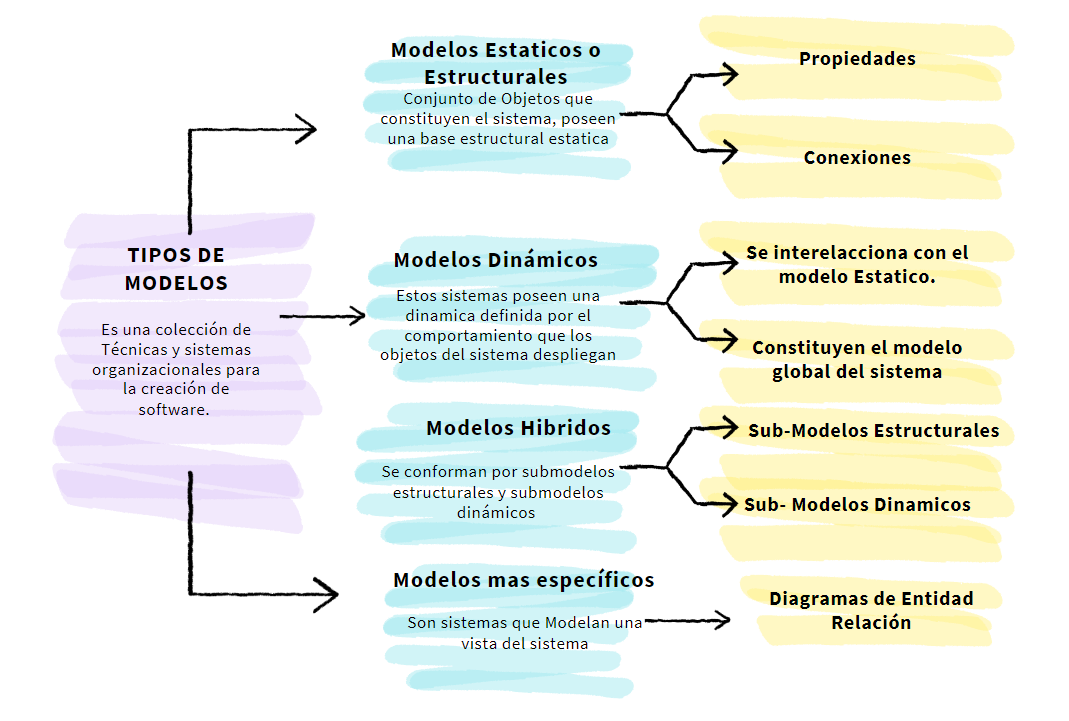 TIPOS DE
MODELOS
Es una colección de
Técnicas y sistemas
organizacionales para
la creación de
software.
Modelos Estaticos o
Estructurales
Conjunto de Objetos que
constituyen el sistema, poseen
una base estructural estatica
Propiedades
Conexiones
Modelos Dinámicos
Estos sistemas poseen una
dinamica definida por el
comportamiento que los
objetos del sistema despliegan
Se interelacciona con el
modelo Estatico.
Constituyen el modelo
global del sistema
Modelos Hibridos
Se conforman por submodelos
estructurales y submodelos
dinámicos
Sub-Modelos Estructurales
Sub- Modelos Dinamicos
Modelos mas específicos
Son sistemas que Modelan una
vista del sistema
Diagramas de Entidad
Relación